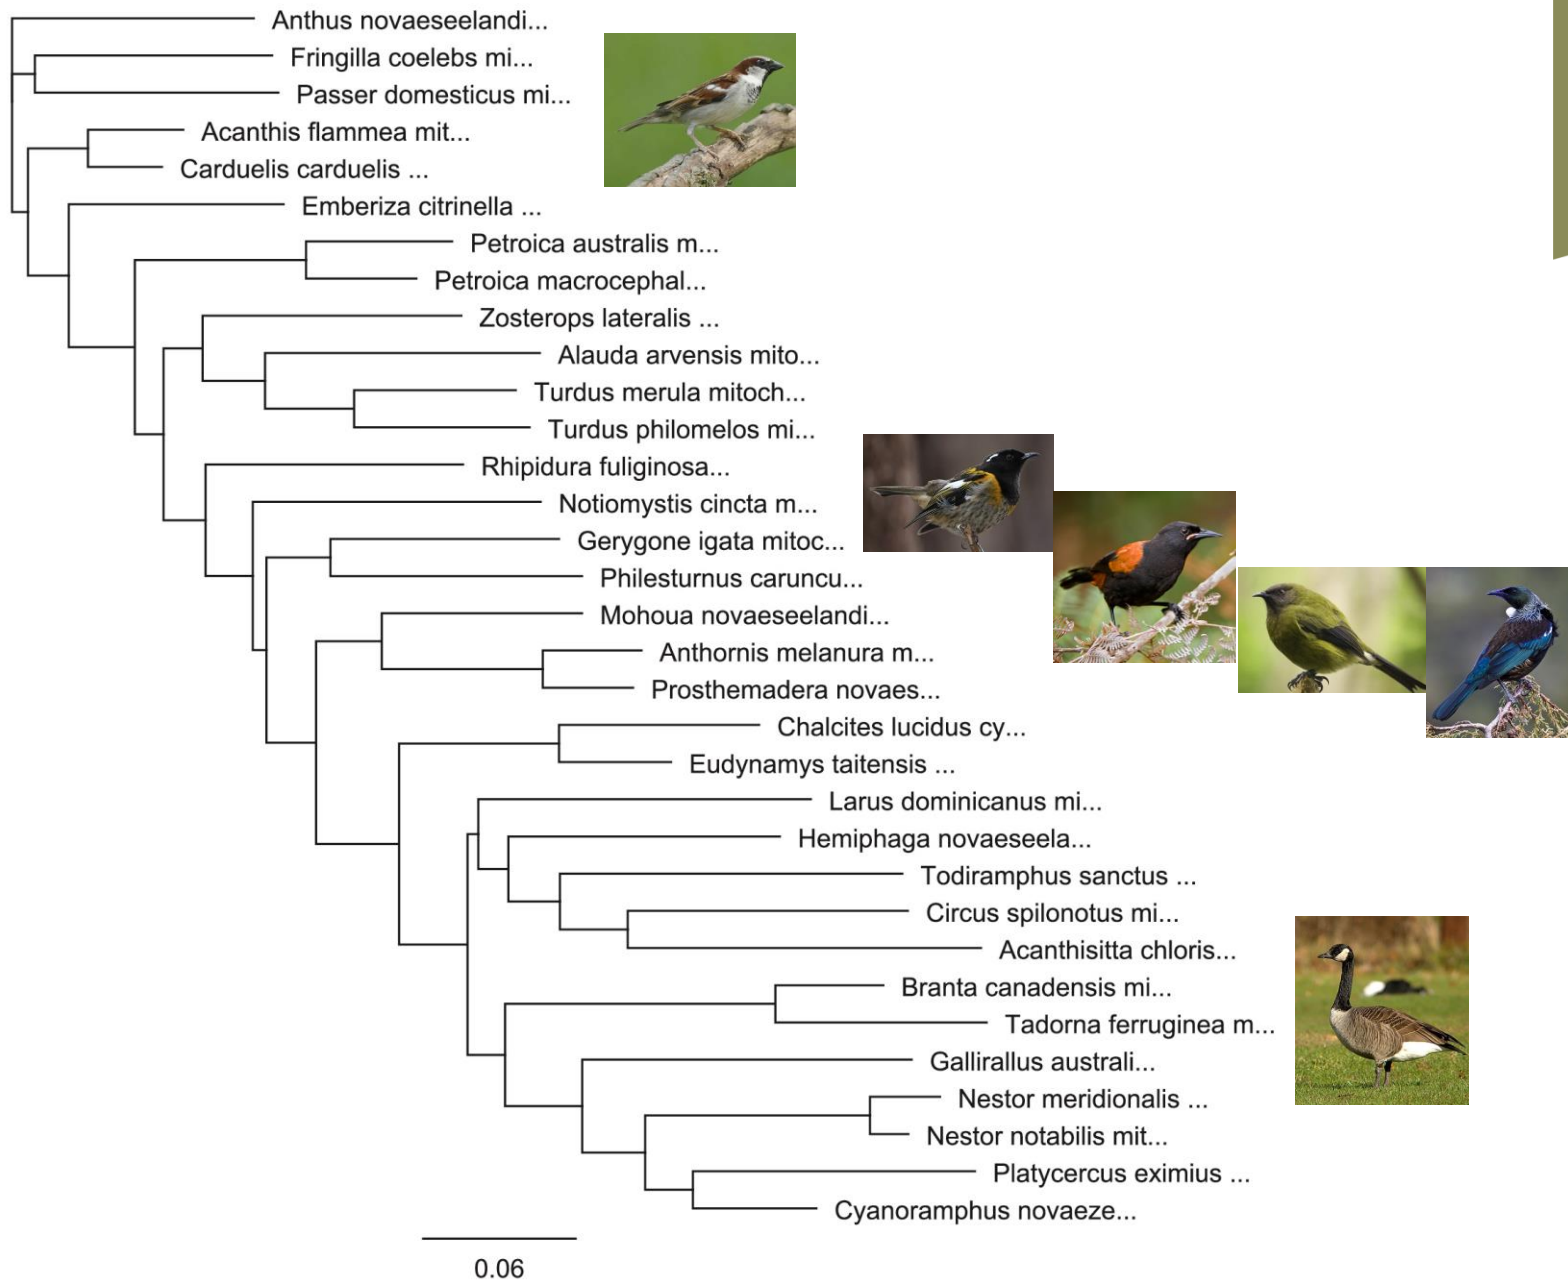 Anthus novaeseelandi...
Fringilla coelebs mi...
Passer domesticus mi...
Acanthis flammea mit...
Carduelis carduelis ...
Emberiza citrinella ...
Petroica australis m...
Petroica macrocephal...
Zosterops lateralis ...
Alauda arvensis mito...
Turdus merula mitoch...
Turdus philomelos mi...
Rhipidura fuliginosa...
Notiomystis cincta m...
Gerygone igata mitoc...
Philesturnus caruncu...
Mohoua novaeseelandi...
Anthornis melanura m...
Prosthemadera novaes...
Chalcites lucidus cy...
Eudynamys taitensis ...
Larus dominicanus mi...
Hemiphaga novaeseela...
Todiramphus sanctus ...
Circus spilonotus mi...
Acanthisitta chloris...
Branta canadensis mi...
Tadorna ferruginea m...
Gallirallus australi...
Nestor meridionalis ...
Nestor notabilis mit...
Platycercus eximius ...
Cyanoramphus novaeze...
0.06